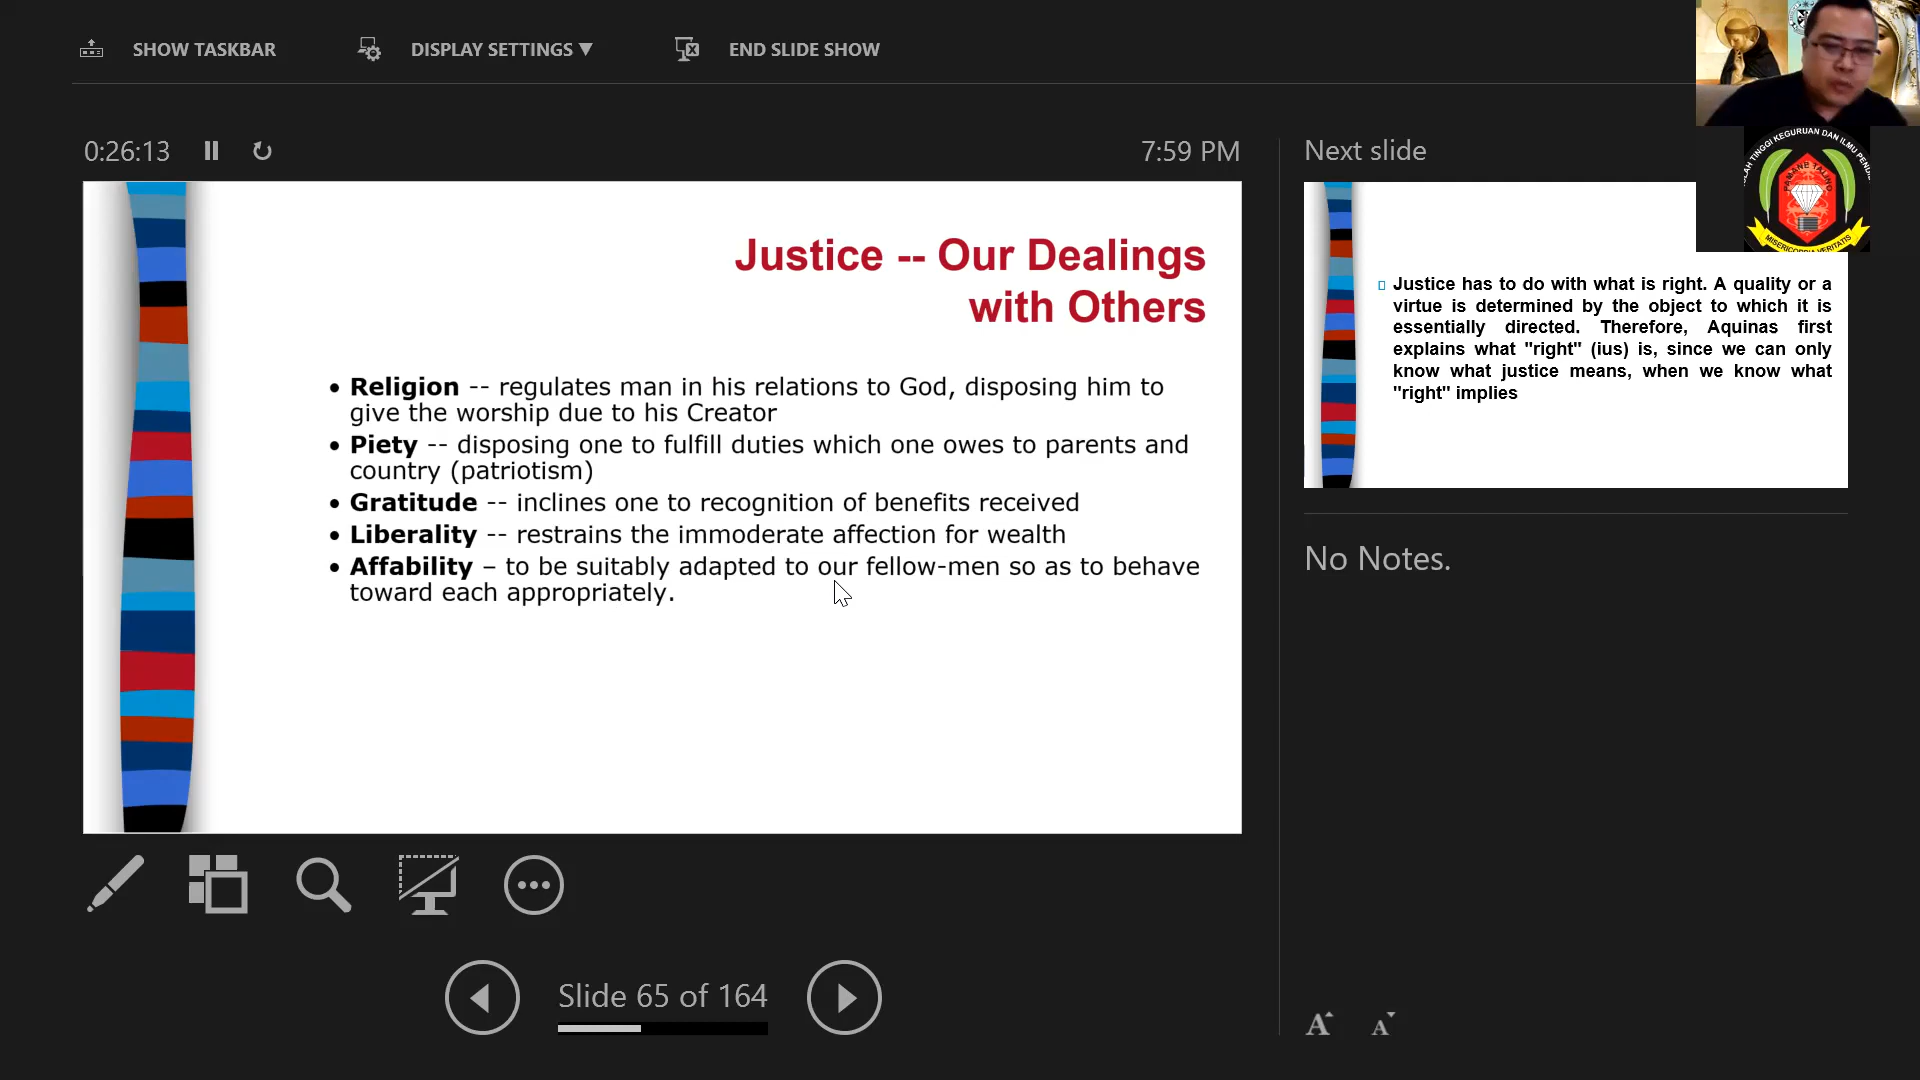 SHOW TASKBAR
DISPLAY SETTINGS ▼
END SLIDE SHOW
0:26:13
7:59 PM
Next slide
Justice -- Our Dealings
with Others
• Religion -- regulates man in his relations to God, disposing him to
give the worship due to his Creator
• Piety -- disposing one to fulfill duties which one owes to parents and
country (patriotism)
• Gratitude -- inclines one to recognition of benefits received
• Liberality -- restrains the immoderate affection for wealth
• Affability – to be suitably adapted to our fellow-men so as to behave
toward each appropriately.
TINGGI KEGURUAN DAN ILMU
MISERICORDIA VERITATIS
Justice has to do with what is right. A quality or a
virtue is determined by the object to which it is
essentially directed. Therefore, Aquinas first
explains what "right" (ius) is, since we can only
know what justice means, when we know what
"right" implies
No Notes.
Slide 65 of 164
A
A